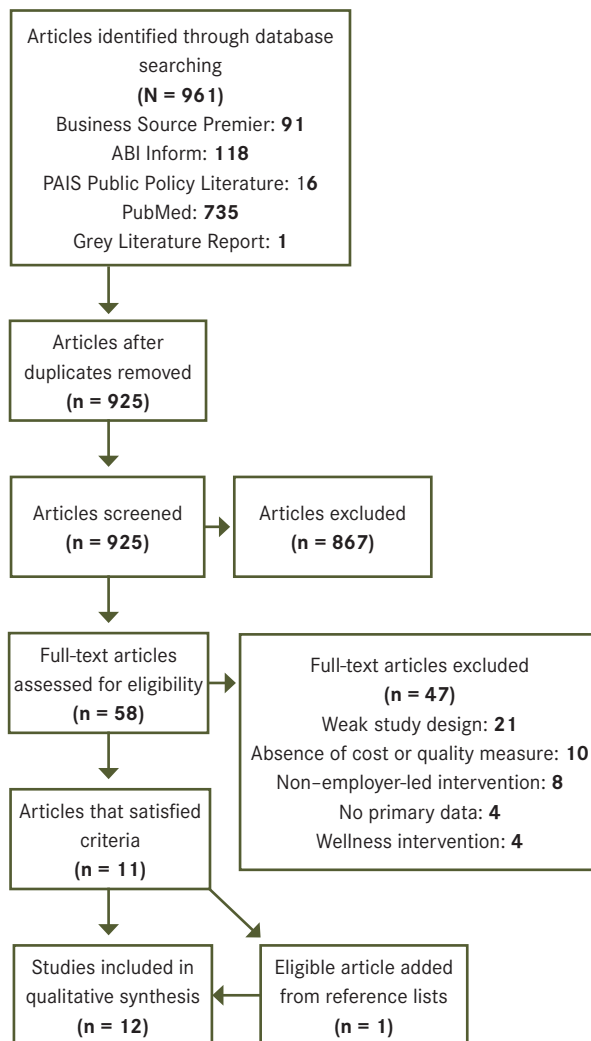 Articles identified through database
searching
(N = 961)
Business Source Premier: 91
ABI Inform: 118
PAIS Public Policy Literature: 16
PubMed: 735
Grey Literature Report: 1
Articles after
duplicates removed
(n = 925)
Articles screened
(n = 925)
Articles excluded
(n = 867)
Full-text articles
assessed for eligibility
(n = 58)
Full-text articles excluded
(n = 47)
Weak study design: 21
Absence of cost or quality measure: 10
Non–employer-led intervention: 8
No primary data: 4
Wellness intervention: 4
Articles that satisfied
criteria
(n = 11)
Studies included in
qualitative synthesis
(n = 12)
Eligible article added
from reference lists
(n = 1)